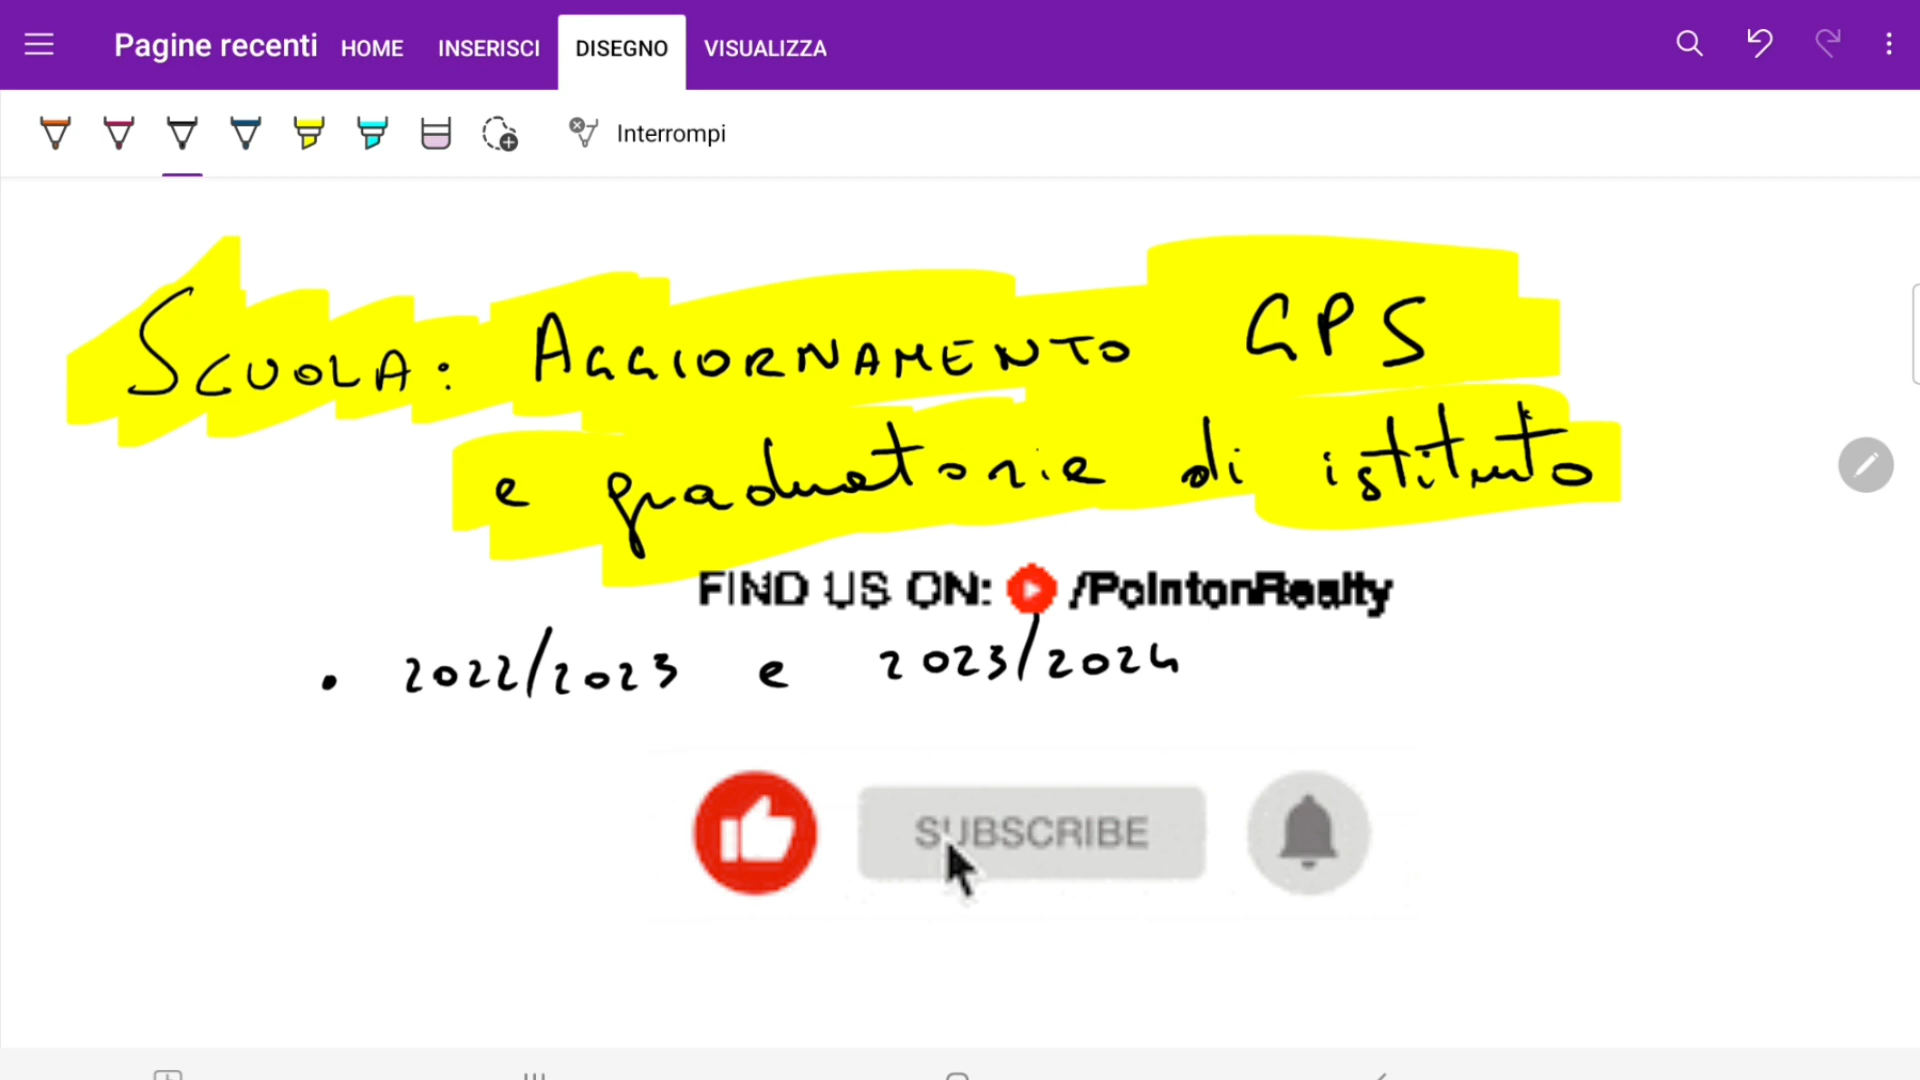 Pagine recenti HOME INSERISCI DISEGNO VISUALIZZA
Interrompi
SCUOLA: AGGIORNAMENTO GPS
e graduatorie di istituto
FIND US ON: /PointonRealty
• 2022/2023 e 2023/2024
SUBSCRIBE